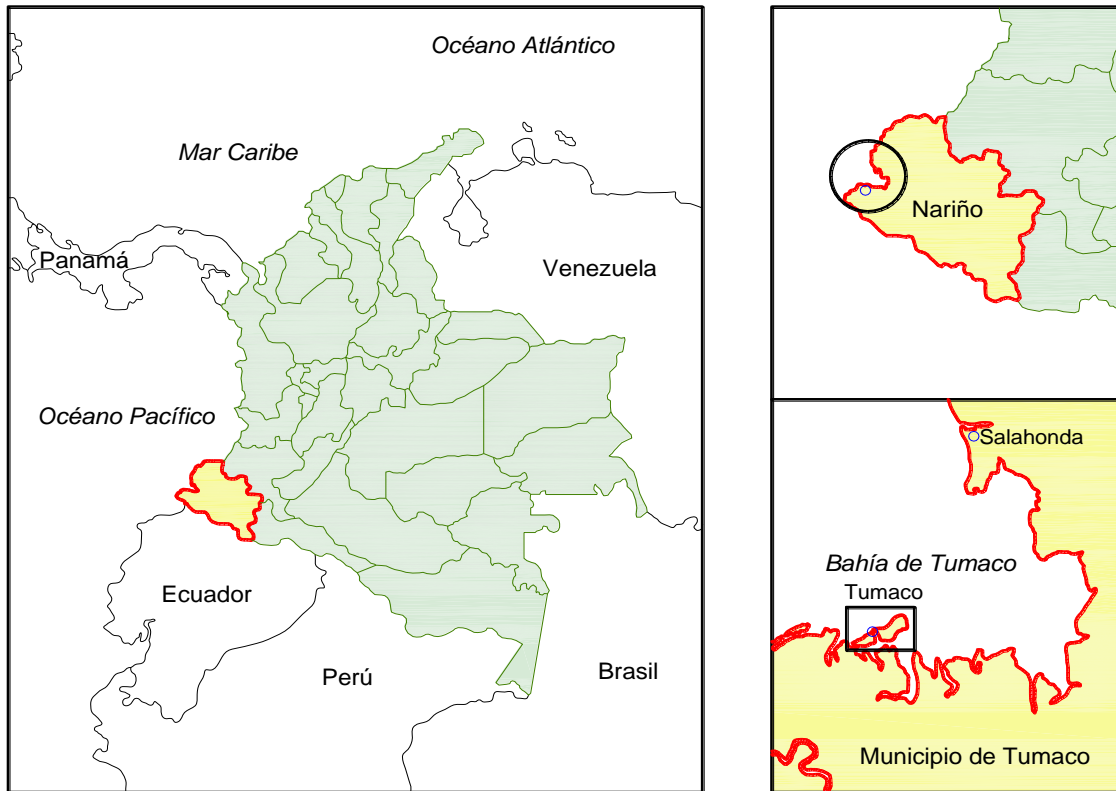 Océano Atlántico
Mar Caribe
Panamá
Venezuela
Océano Pacífico
Ecuador
Perú
Brasil
Nariño
Salahonda
Bahía de Tumaco
Tumaco
Municipio de Tumaco